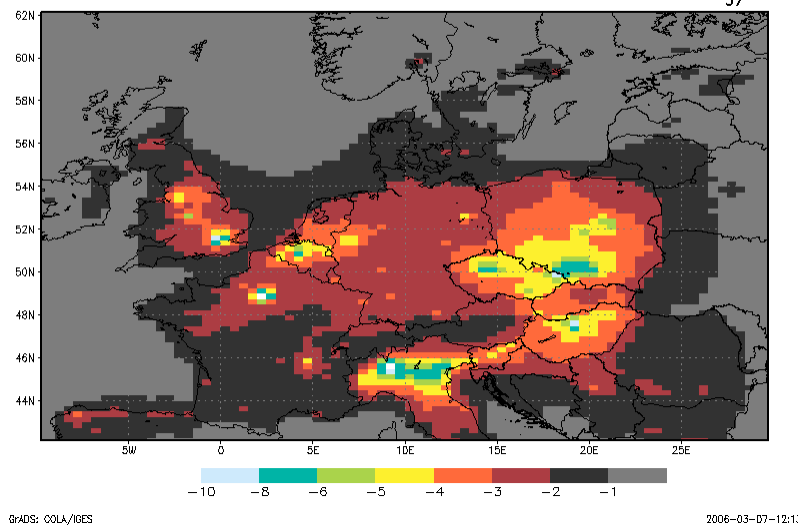 62N
60N
58N
56N
54N
52N
50N
48N
46N
44N
5W 0 5E 10E 15E 20E 25E
-10 -8 -6 -5 -4 -3 -2 -1
GrADS: COLA/IGES 2006-03-07-12:1